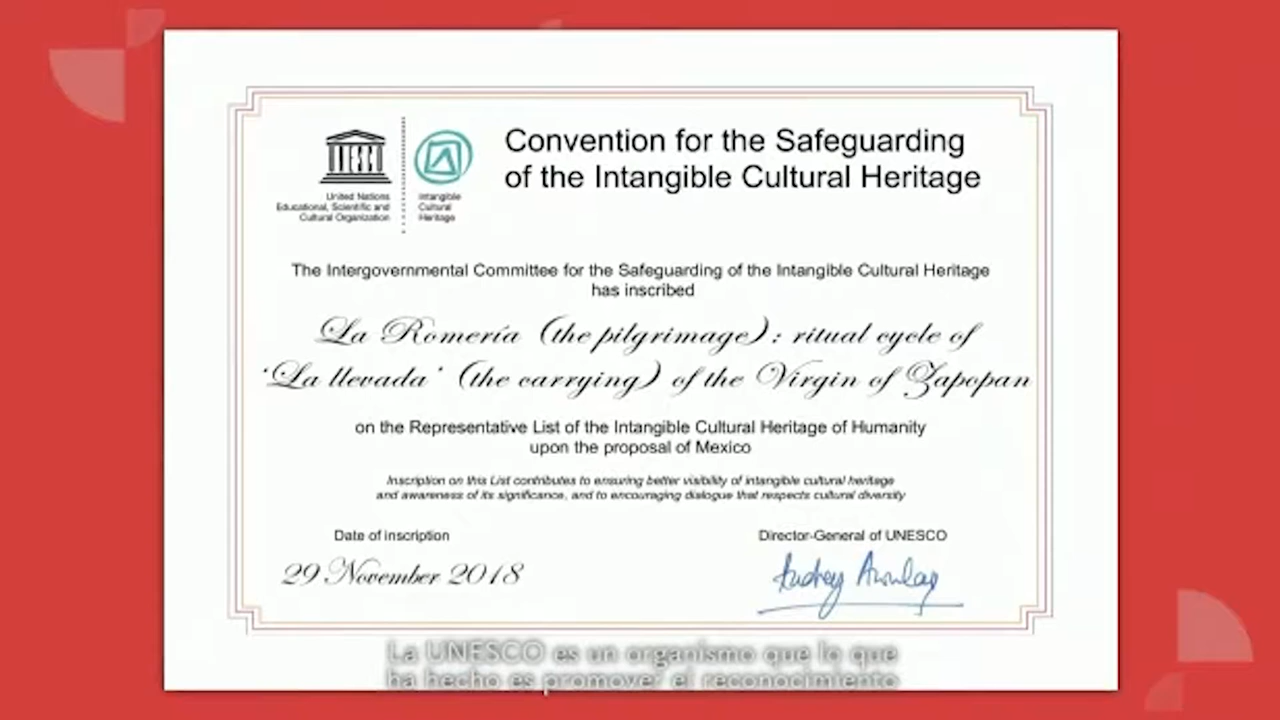 UNESCO
United Nations
Educational, Scientific and
Cultural Organization
Intangible
Cultural
Heritage
Convention for the Safeguarding
of the Intangible Cultural Heritage
The Intergovernmental Committee for the Safeguarding of the Intangible Cultural Heritage
has inscribed
La Romería (the pilgrimage): ritual cycle of
‘La llevada’ (the carrying) of the Virgin of Zapopan
on the Representative List of the Intangible Cultural Heritage of Humanity
upon the proposal of Mexico
Inscription on this List contributes to ensuring better visibility of intangible cultural heritage
and awareness of its significance, and to encouraging dialogue that respects cultural diversity
Date of inscription
29 November 2018
Director-General of UNESCO
Audrey Azoulay
La UNESCO es un organismo que lo que
ha hecho es promover el reconocimiento